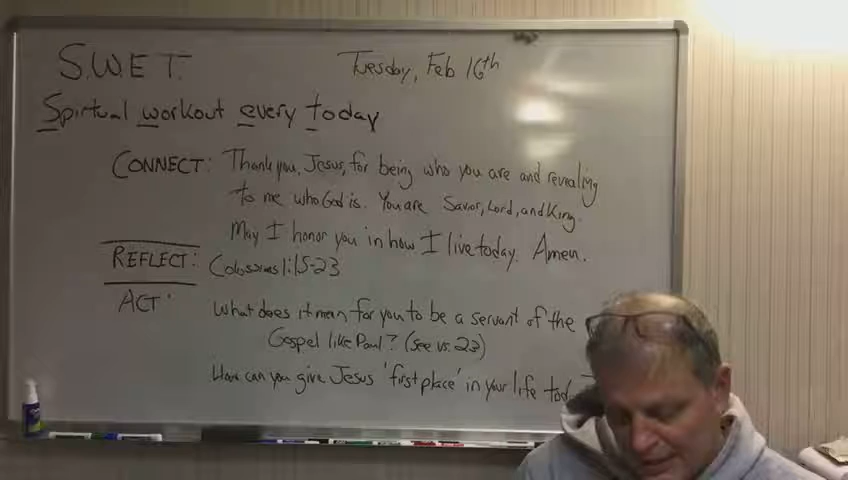 S.W.E.T. Tuesday, Feb 16th
Spirtual workout every today
CONNECT: Thank you, Jesus, for being who you are and revealing
to me who God is. You are Savior, Lord, and King.
May I honor you in how I live today. Amen.
REFLECT: Colossians 1:15-23
ACT: What does it mean for you to be a servant of the
Gospel like Paul? (see vs. 23)
How can you give Jesus 'first place' in your life tod